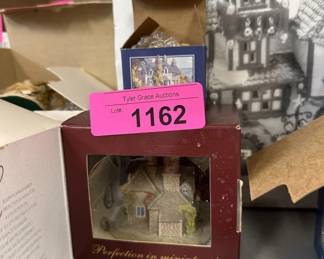 Tyler Grace Auctions
Lot: 1162
Perfection in miniature